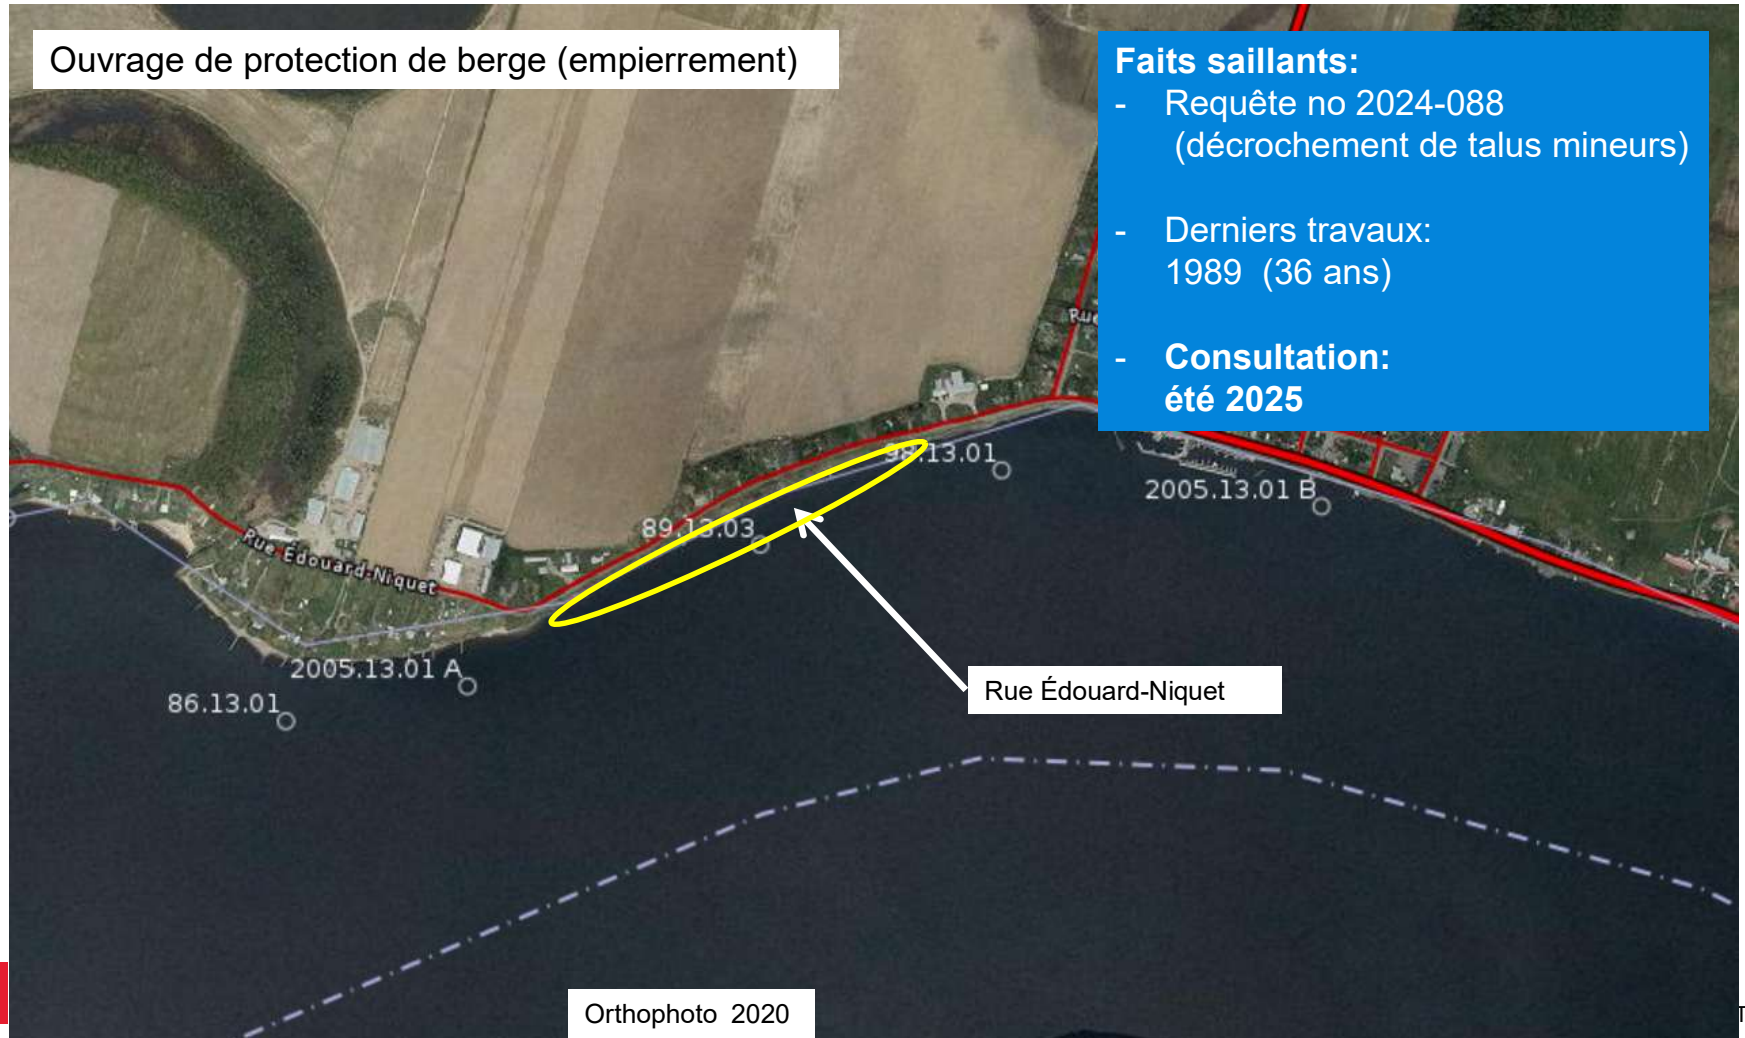 Ouvrage de protection de berge (empierrement)
Faits saillants:
- Requête no 2024-088
(décrochement de talus mineurs)
- Derniers travaux:
1989 (36 ans)
- Consultation:
été 2025
Rue
98.13.01
2005.13.01 B
89.13.03
Rue Édouard-Niquet
2005.13.01 A
86.13.01
Rue Édouard-Niquet
Orthophoto 2020
T